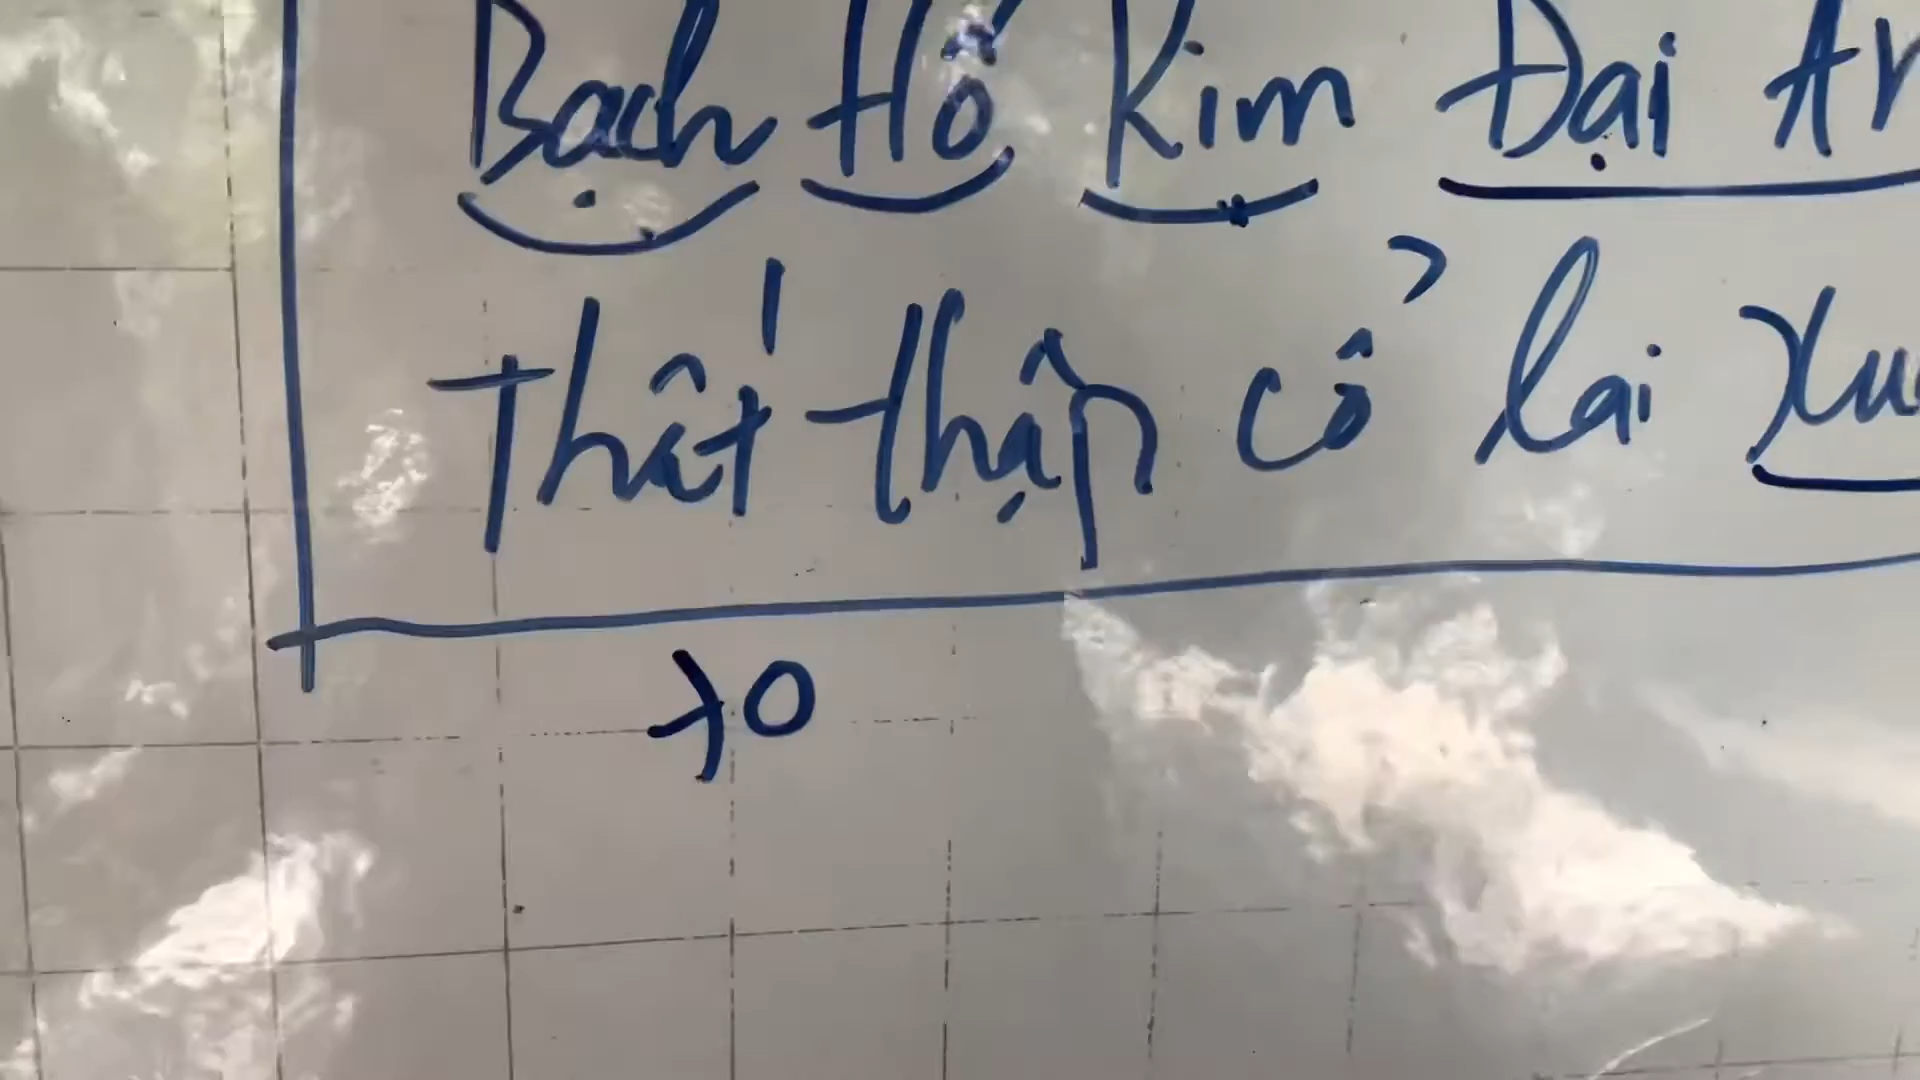 Bạch Hổ Kim Đại
Thất thập cổ lai
70